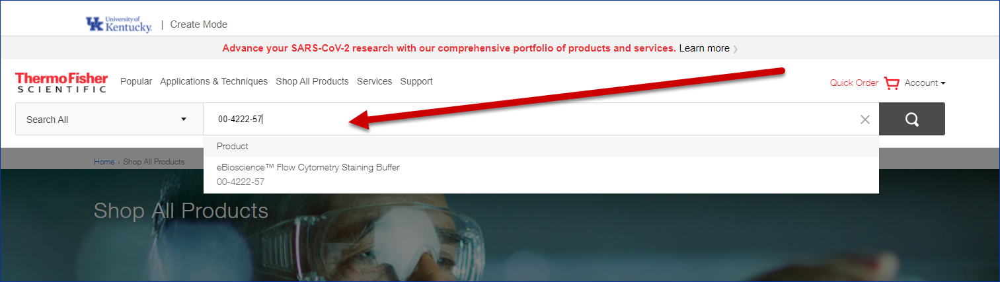 UK University of Kentucky. | Create Mode
Advance your SARS-CoV-2 research with our comprehensive portfolio of products and services. Learn more ❯
ThermoFisher SCIENTIFIC Popular Applications & Techniques Shop All Products Services Support Quick Order Account
Search All 00-4222-57
Product
Home › Shop All Products
eBioscience™ Flow Cytometry Staining Buffer
00-4222-57
Shop All Products